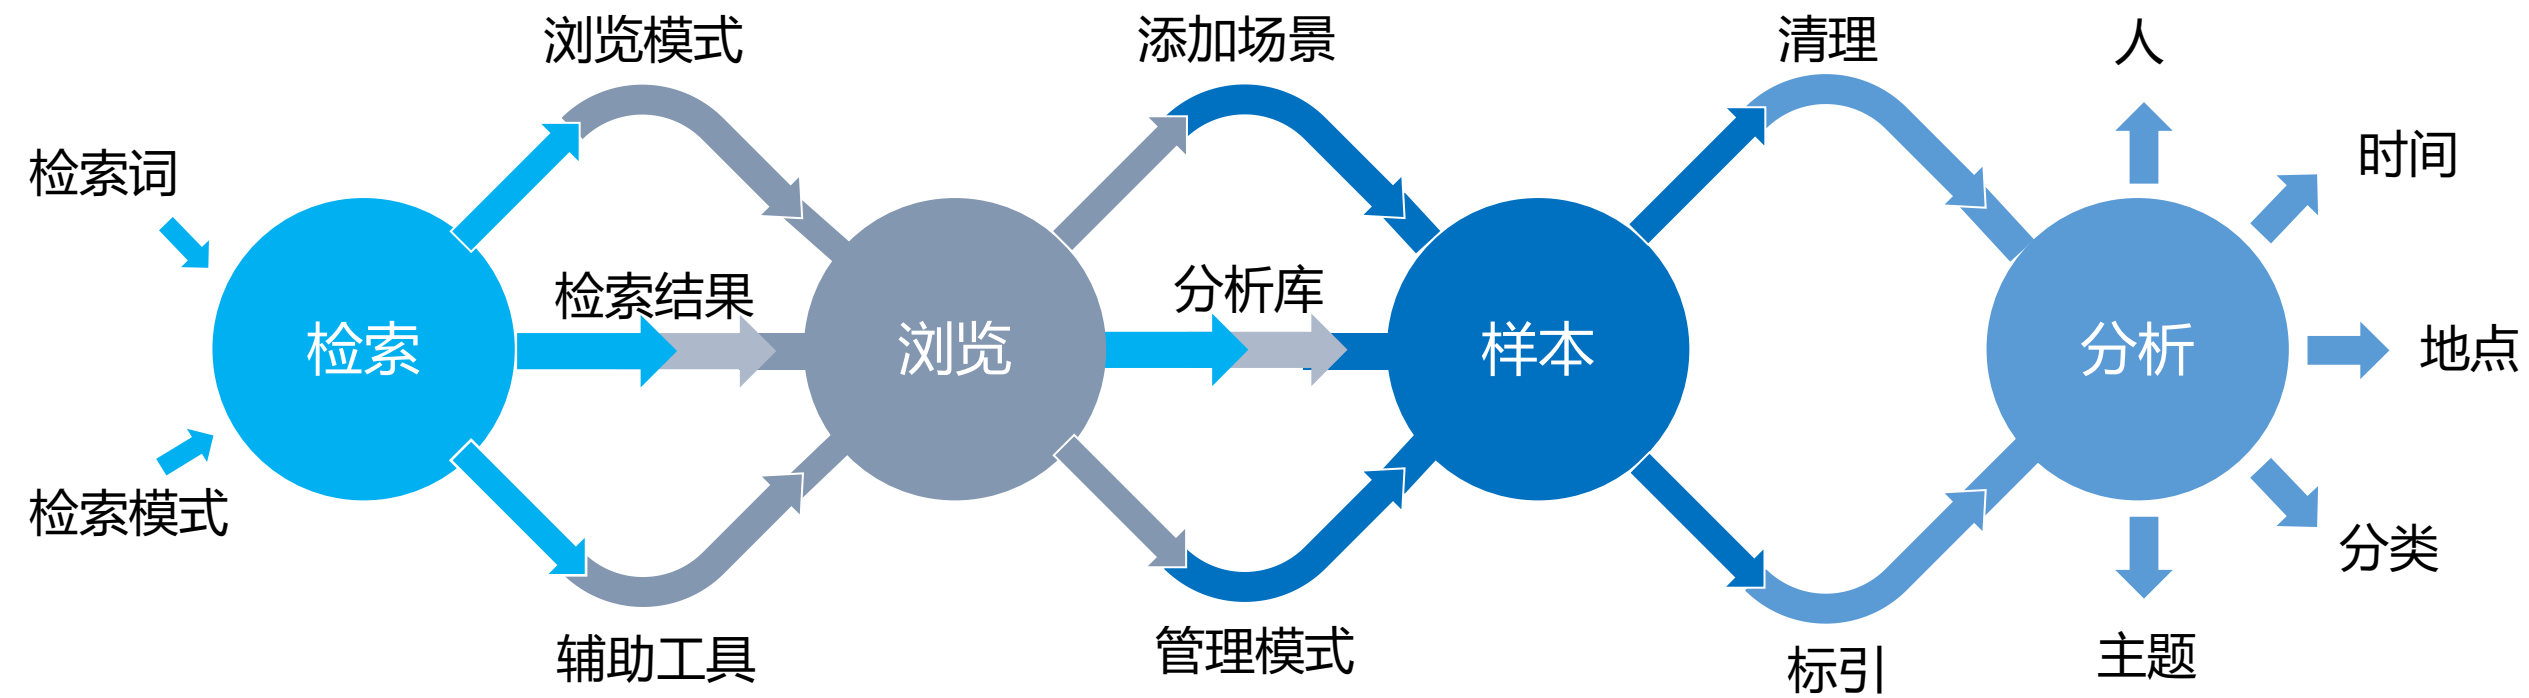 浏览模式
添加场景
清理
人
检索词
时间
检索结果
分析库
检索
浏览
样本
分析
地点
检索模式
分类
辅助工具
管理模式
标引
主题